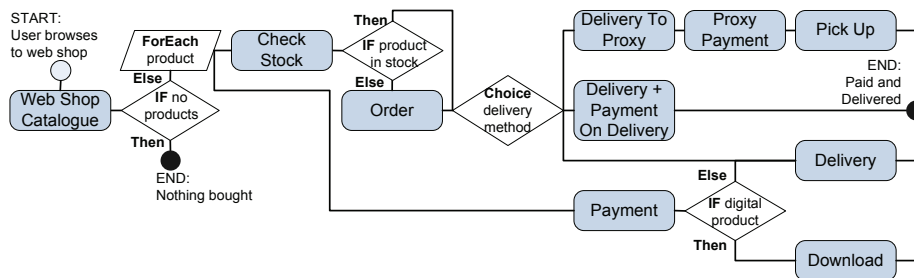 START:
User browses
to web shop
Web Shop
Catalogue
ForEach
product
Else
IF no
products
Then
END:
Nothing bought
Check
Stock
Then
IF product
in stock
Else
Order
Choice
delivery
method
Delivery To
Proxy
Proxy
Payment
Pick Up
Delivery +
Payment
On Delivery
END:
Paid and
Delivered
Delivery
Payment
Else
IF digital
product
Then
Download